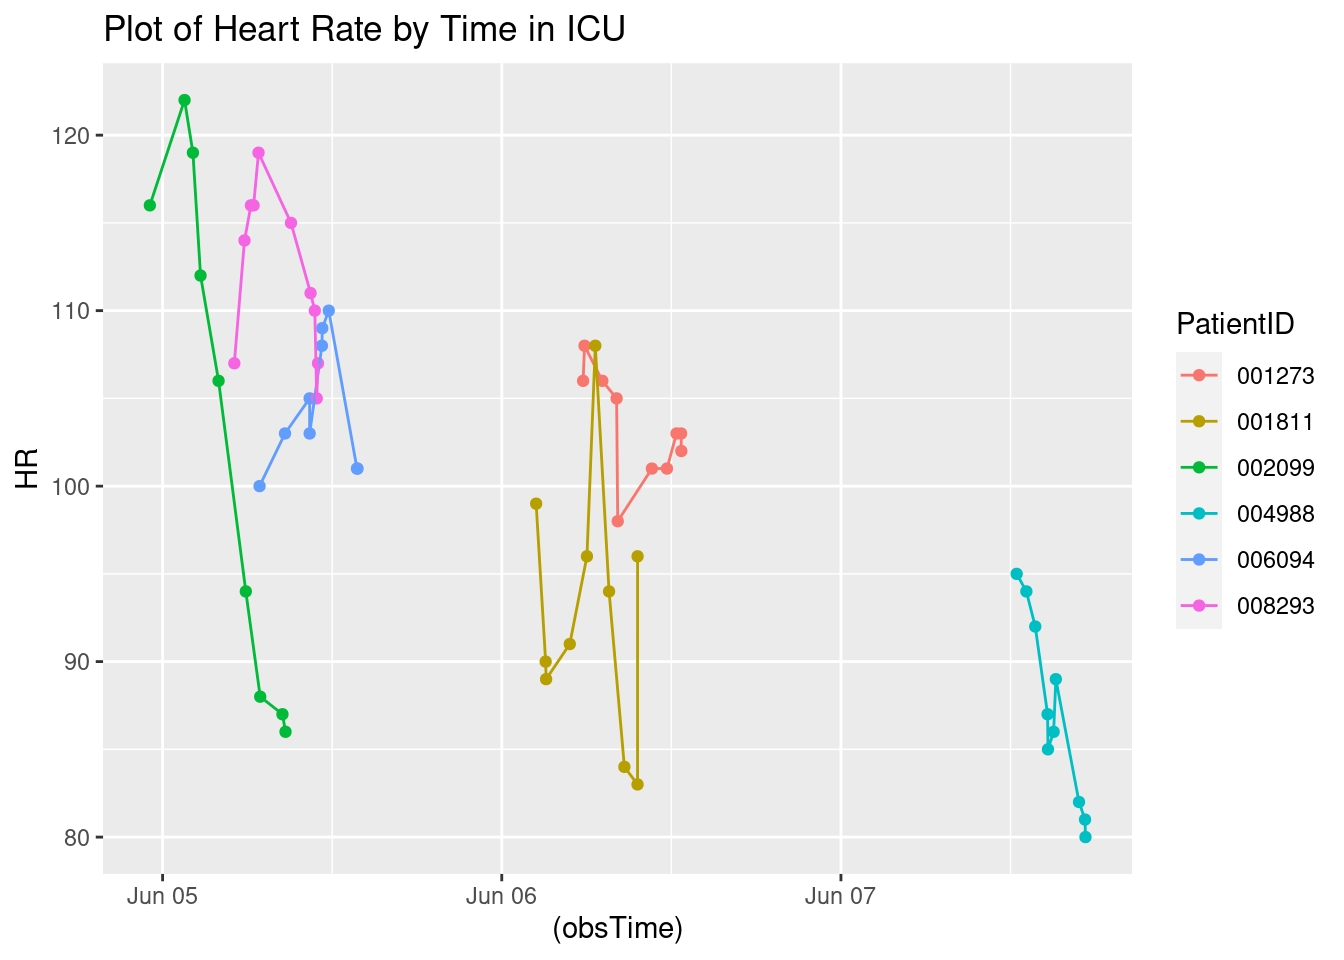 Plot of Heart Rate by Time in ICU
HR
120
110
100
90
80
Jun 05
Jun 06
Jun 07
(obsTime)
PatientID
001273
001811
002099
004988
006094
008293